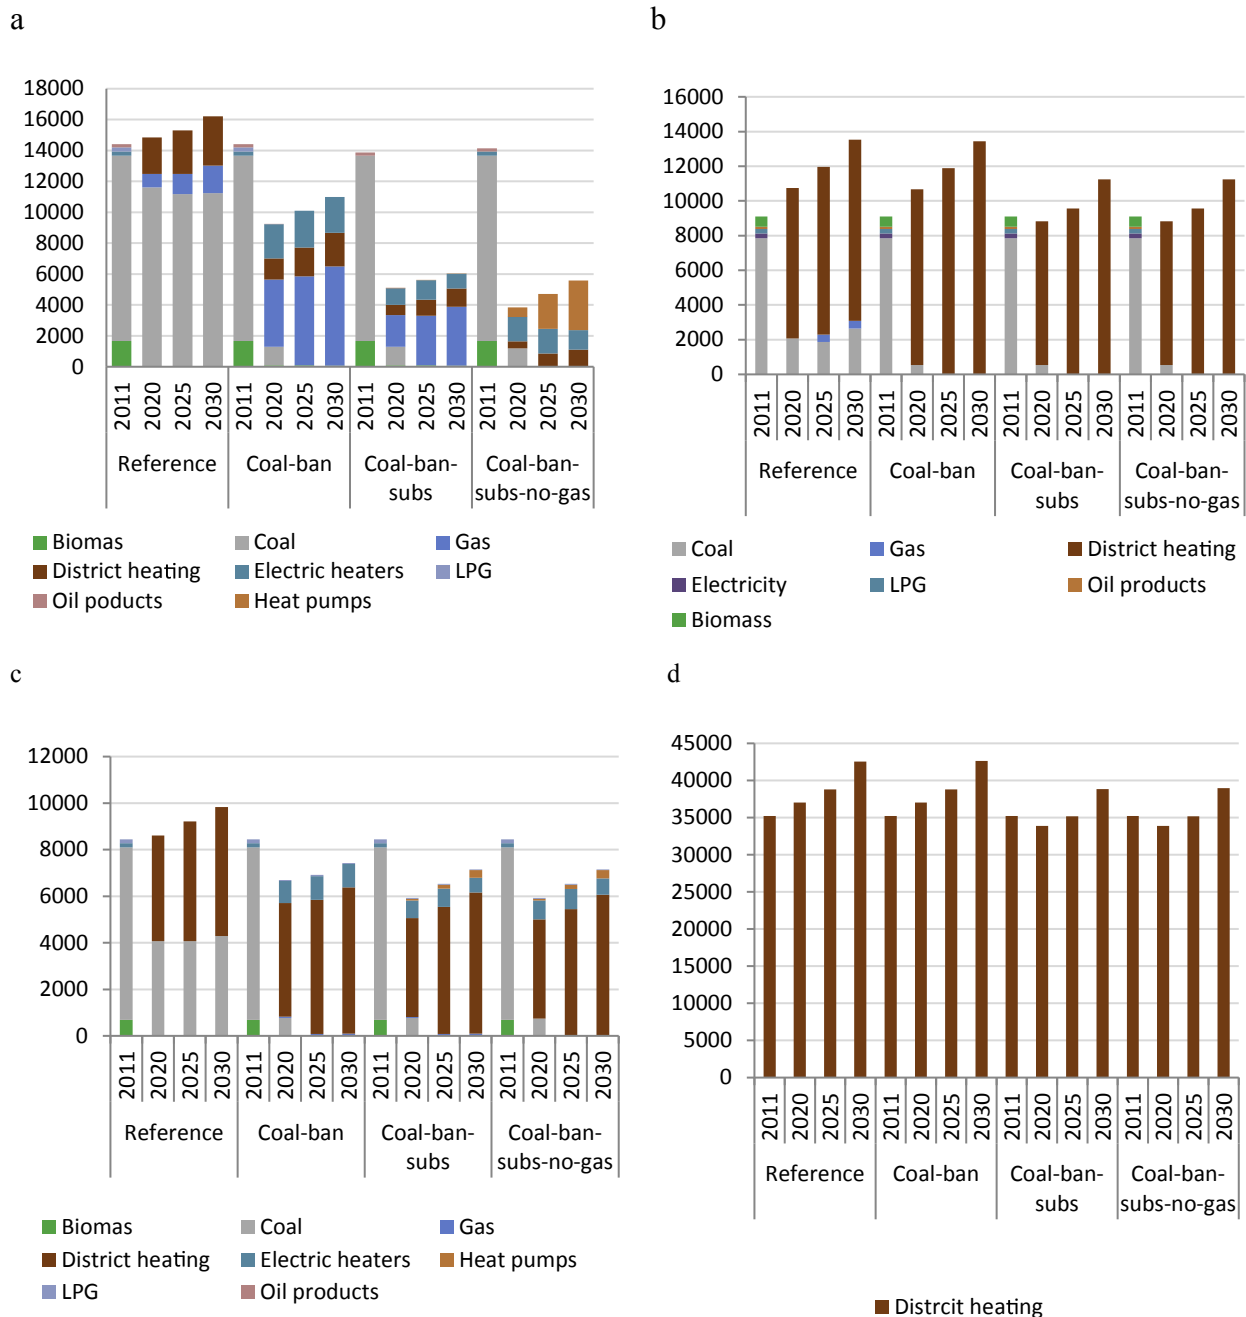 a
18000
16000
14000
12000
10000
8000
6000
4000
2000
0
2011 2020 2025 2030 2011 2020 2025 2030 2011 2020 2025 2030 2011 2020 2025 2030
Reference Coal-ban Coal-ban- Coal-ban-
subs subs-no-gas
Biomas Coal Gas
District heating Electric heaters LPG
Oil poducts Heat pumps
b
16000
14000
12000
10000
8000
6000
4000
2000
0
2011 2020 2025 2030 2011 2020 2025 2030 2011 2020 2025 2030 2011 2020 2025 2030
Reference Coal-ban Coal-ban- Coal-ban-
subs subs-no-gas
Coal Gas District heating
Electricity LPG Oil products
Biomass
c
12000
10000
8000
6000
4000
2000
0
2011 2020 2025 2030 2011 2020 2025 2030 2011 2020 2025 2030 2011 2020 2025 2030
Reference Coal-ban Coal-ban- Coal-ban-
subs subs-no-gas
Biomas Coal Gas
District heating Electric heaters Heat pumps
LPG Oil products
d
45000
40000
35000
30000
25000
20000
15000
10000
5000
0
2011 2020 2025 2030 2011 2020 2025 2030 2011 2020 2025 2030 2011 2020 2025 2030
Reference Coal-ban Coal-ban- Coal-ban-
subs subs-no-gas
Distrcit heating